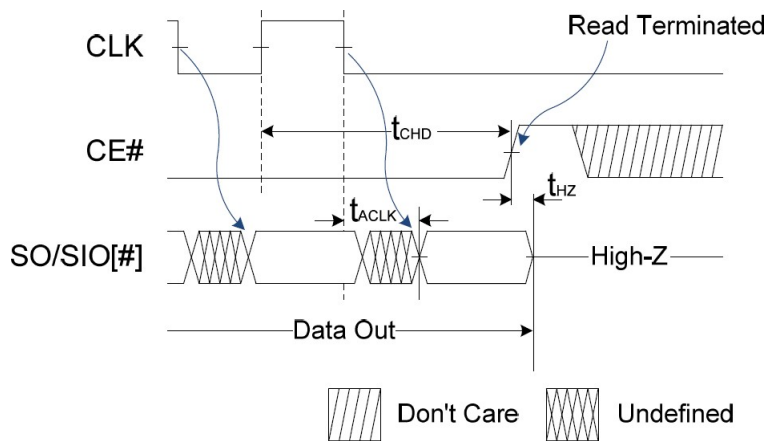 CLK
Read Terminated
CE#
tCHD
tHZ
tACLK
SO/SIO[#]
High-Z
Data Out
Don't Care
Undefined